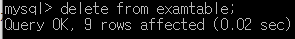 mysql> delete from examtable;
Query OK, 9 rows affected (0.02 sec)